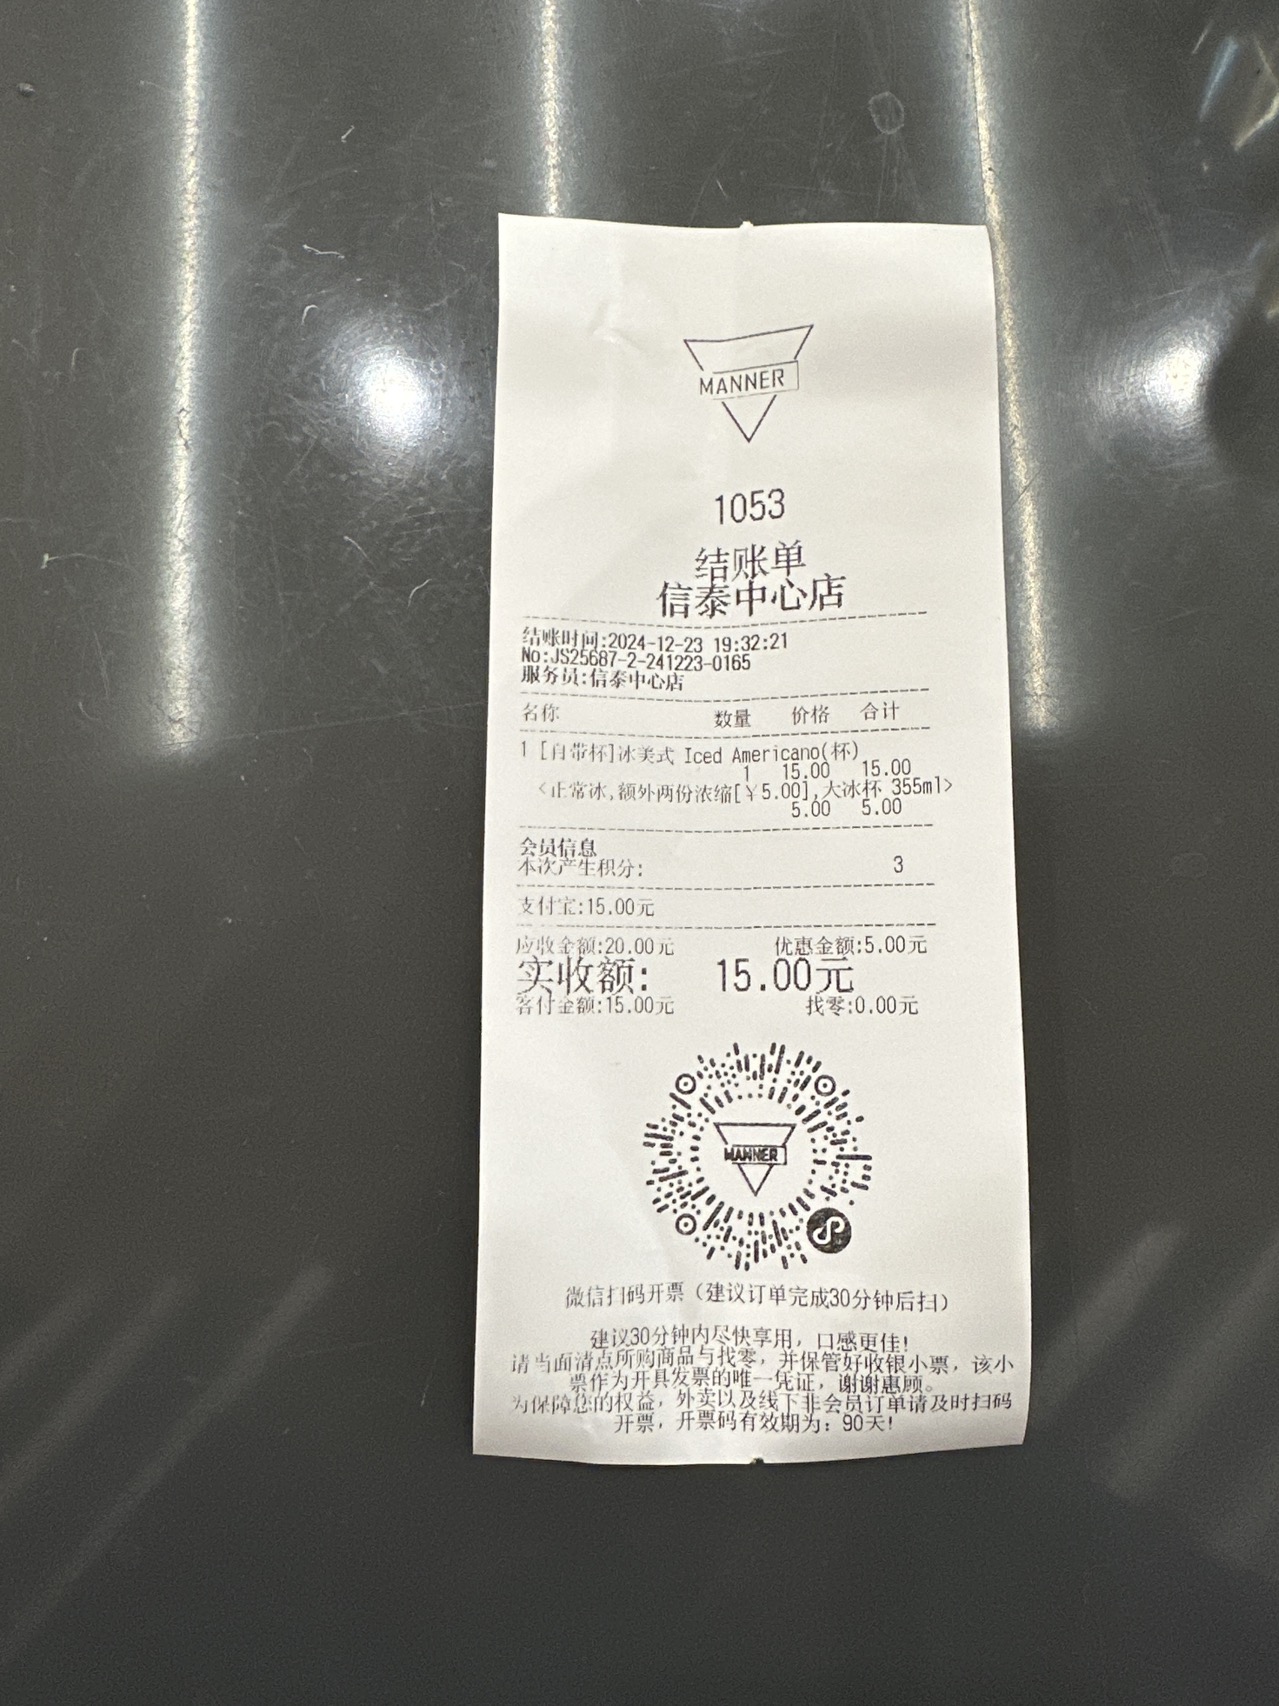 MANNER
1053
结账单
信泰中心店
结账时间:2024-12-23 19:32:21
No:JS25687-2-241223-0165
服务员:信泰中心店
名称 数量 价格 合计
1 [自带杯]冰美式 Iced Americano(杯)
1 15.00 15.00
<正常冰,额外两份浓缩[¥5.00],大冰杯 355ml>
5.00 5.00
会员信息
本次产生积分: 3
支付宝:15.00元
应收金额:20.00元 优惠金额:5.00元
实收额: 15.00元
客付金额:15.00元 找零:0.00元
MANNER
微信扫码开票（建议订单完成30分钟后扫）
建议30分钟内尽快享用，口感更佳!
请当面清点所购商品与找零，并保管好收银小票，该小
票作为开具发票的唯一凭证，谢谢惠顾。
为保障您的权益，外卖以及线下非会员订单请及时扫码
开票，开票码有效期为：90天!